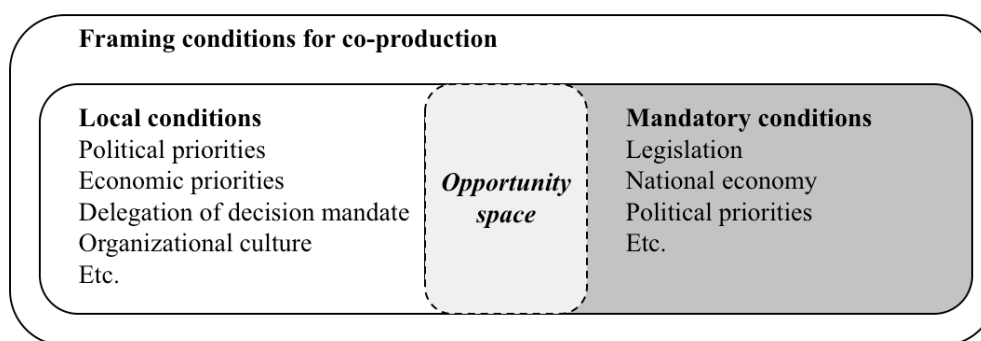 Framing conditions for co-production
Local conditions
Political priorities
Economic priorities
Delegation of decision mandate
Organizational culture
Etc.
Opportunity
space
Mandatory conditions
Legislation
National economy
Political priorities
Etc.